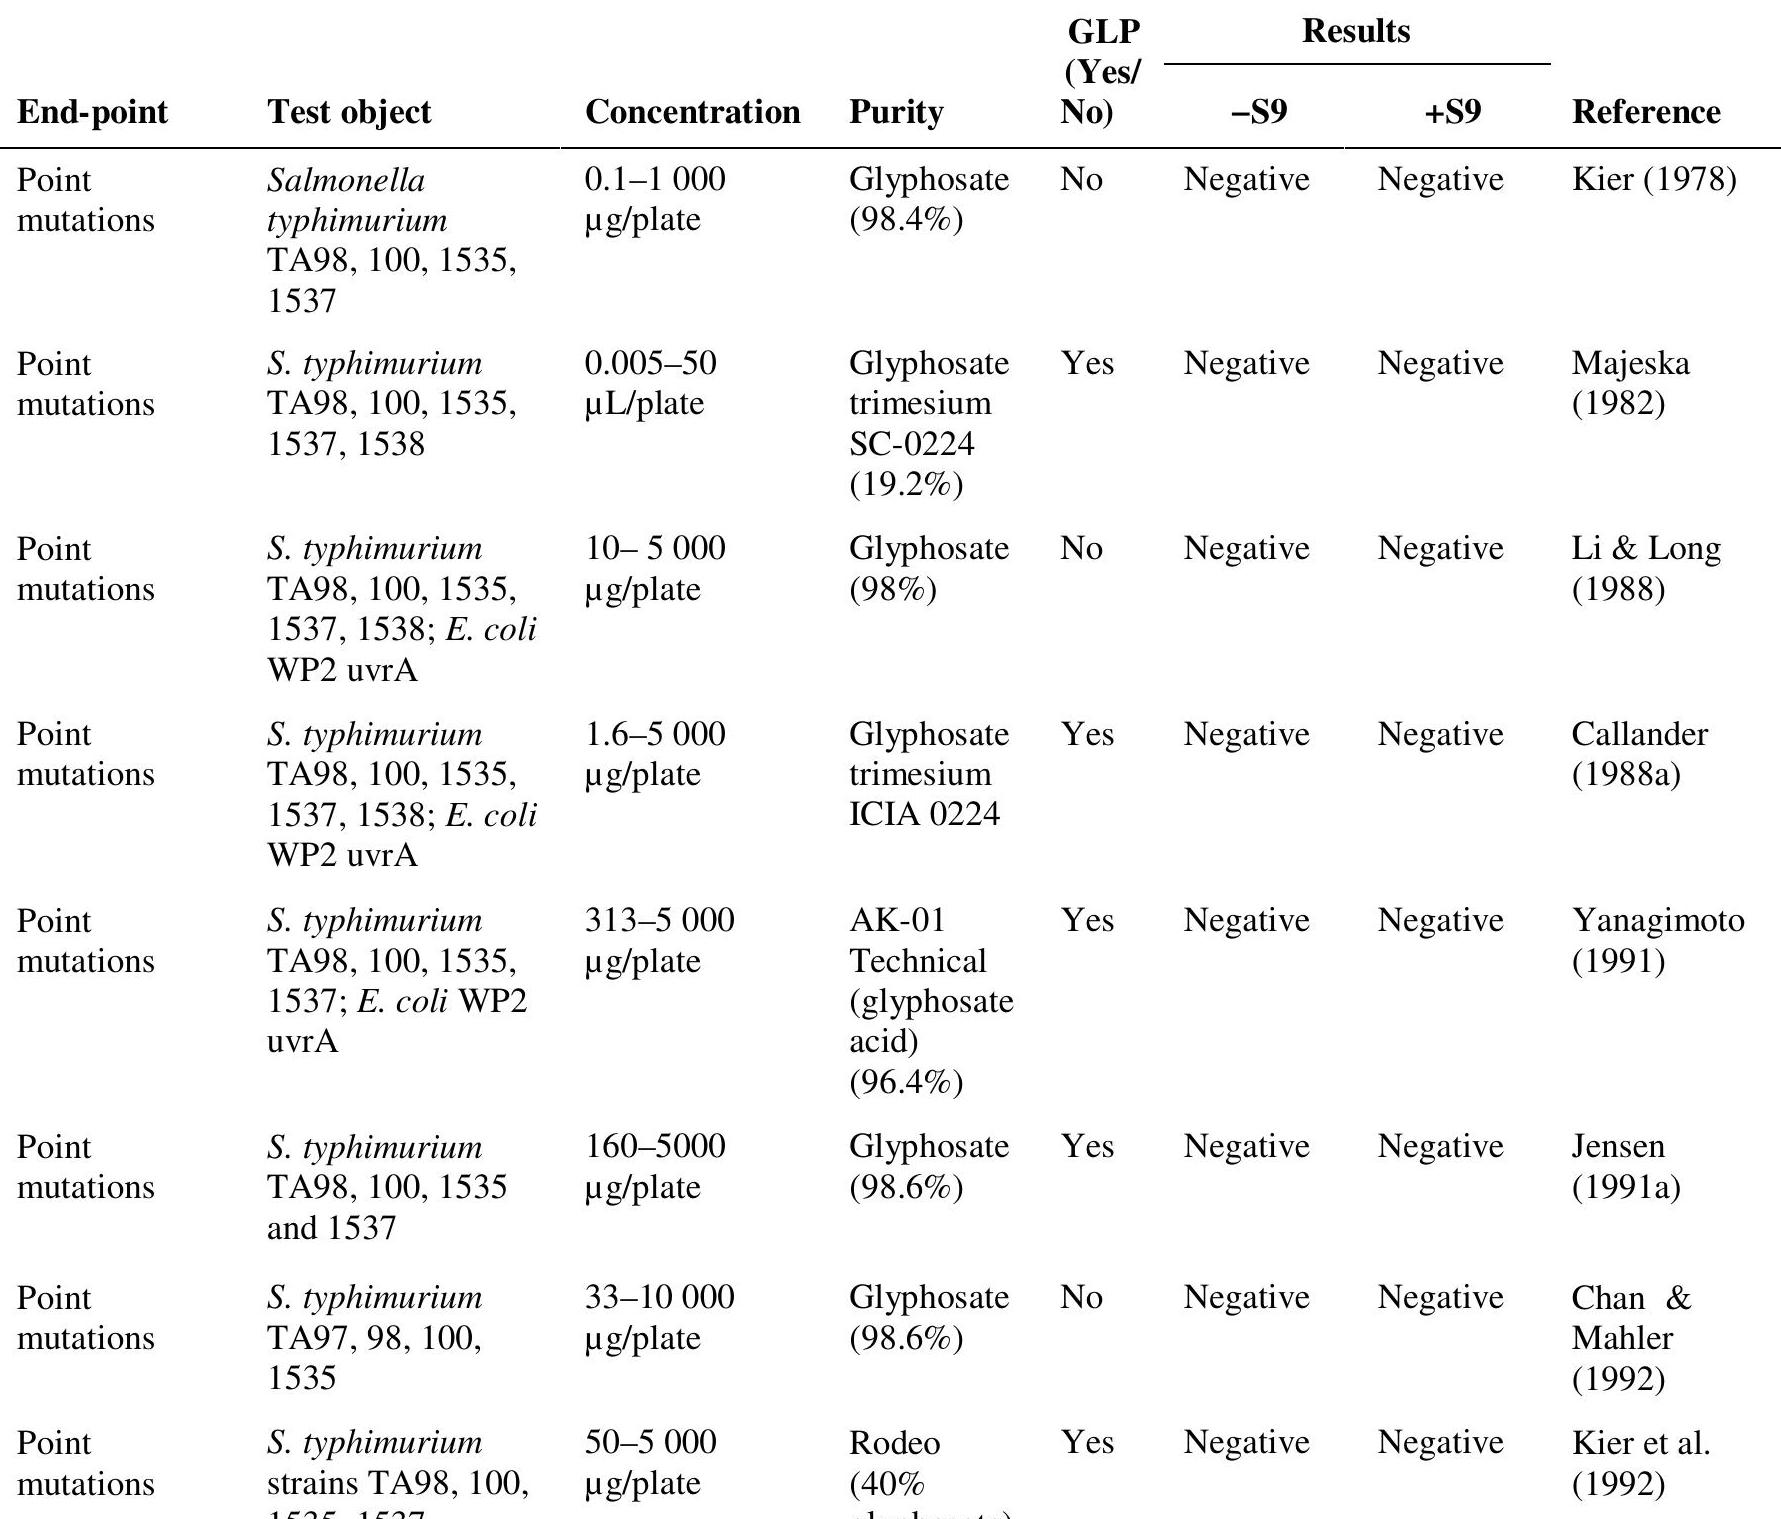 GLP (Yes/ No) Results
End-point Test object Concentration Purity –S9 +S9 Reference
Point Salmonella 0.1–1 000 Glyphosate No Negative Negative Kier (1978)
mutations typhimurium µg/plate (98.4%)
TA98, 100, 1535,
1537
Point S. typhimurium 0.005–50 Glyphosate Yes Negative Negative Majeska
mutations TA98, 100, 1535, µL/plate trimesium (1982)
1537, 1538 SC-0224
(19.2%)
Point S. typhimurium 10– 5 000 Glyphosate No Negative Negative Li & Long
mutations TA98, 100, 1535, µg/plate (98%) (1988)
1537, 1538; E. coli
WP2 uvrA
Point S. typhimurium 1.6–5 000 Glyphosate Yes Negative Negative Callander
mutations TA98, 100, 1535, µg/plate trimesium (1988a)
1537, 1538; E. coli ICIA 0224
WP2 uvrA
Point S. typhimurium 313–5 000 AK-01 Yes Negative Negative Yanagimoto
mutations TA98, 100, 1535, µg/plate Technical (1991)
1537; E. coli WP2 (glyphosate
uvrA acid)
(96.4%)
Point S. typhimurium 160–5000 Glyphosate Yes Negative Negative Jensen
mutations TA98, 100, 1535 µg/plate (98.6%) (1991a)
and 1537
Point S. typhimurium 33–10 000 Glyphosate No Negative Negative Chan &
mutations TA97, 98, 100, µg/plate (98.6%) Mahler
1535 (1992)
Point S. typhimurium 50–5 000 Rodeo Yes Negative Negative Kier et al.
mutations strains TA98, 100, µg/plate (40% (1992)